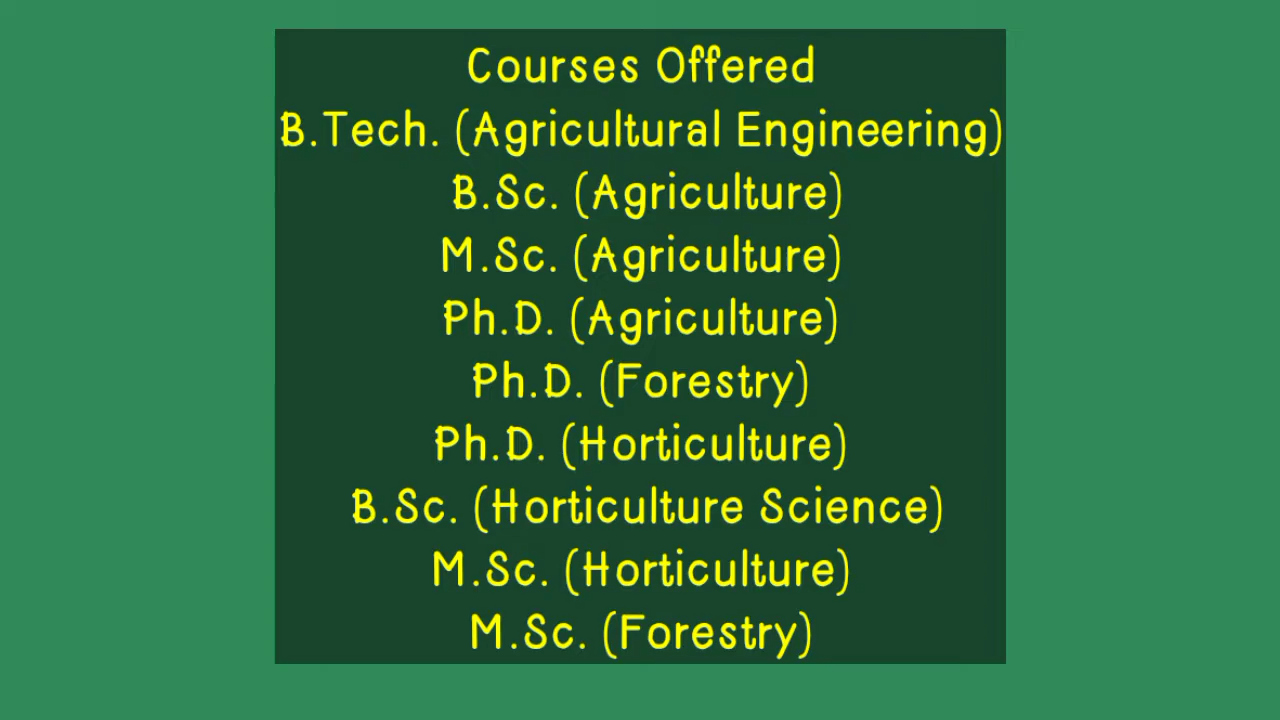 Courses Offered
B.Tech. (Agricultural Engineering)
B.Sc. (Agriculture)
M.Sc. (Agriculture)
Ph.D. (Agriculture)
Ph.D. (Forestry)
Ph.D. (Horticulture)
B.Sc. (Horticulture Science)
M.Sc. (Horticulture)
M.Sc. (Forestry)